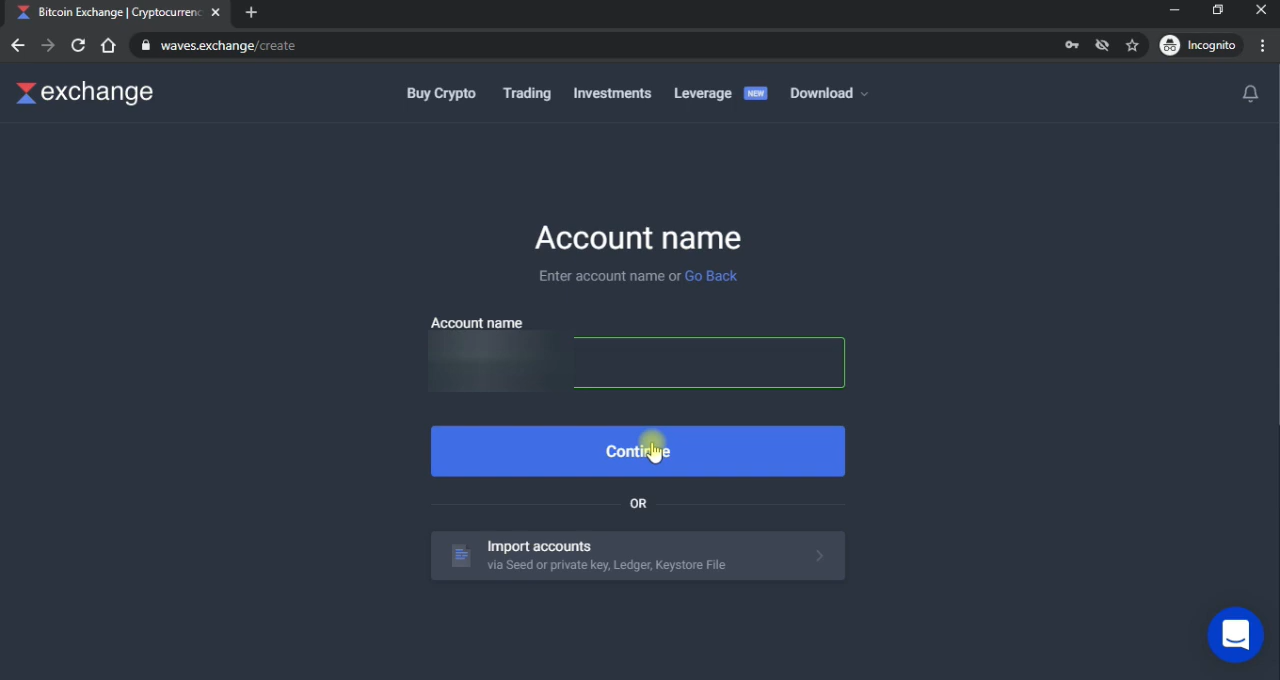 Bitcoin Exchange | Cryptocurrenc
waves.exchange/create
Incognito
exchange
Buy Crypto Trading Investments Leverage NEW Download
Account name
Enter account name or Go Back
Account name
Continue
OR
Import accounts
via Seed or private key, Ledger, Keystore File